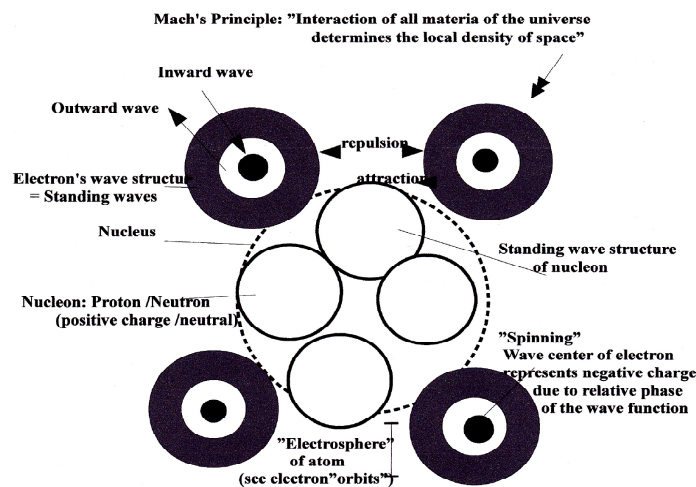 Mach's Principle: ”Interaction of all materia of the universe
determines the local density of space”
Inward wave
Outward wave
repulsion
attraction
Electron's wave structure
= Standing waves
Nucleus
Standing wave structure
of nucleon
Nucleon: Proton /Neutron
(positive charge /neutral)
”Spinning”
Wave center of electron
represents negative charge
due to relative phase
of the wave function
”Electrosphere”
of atom
(see electron”orbits”)